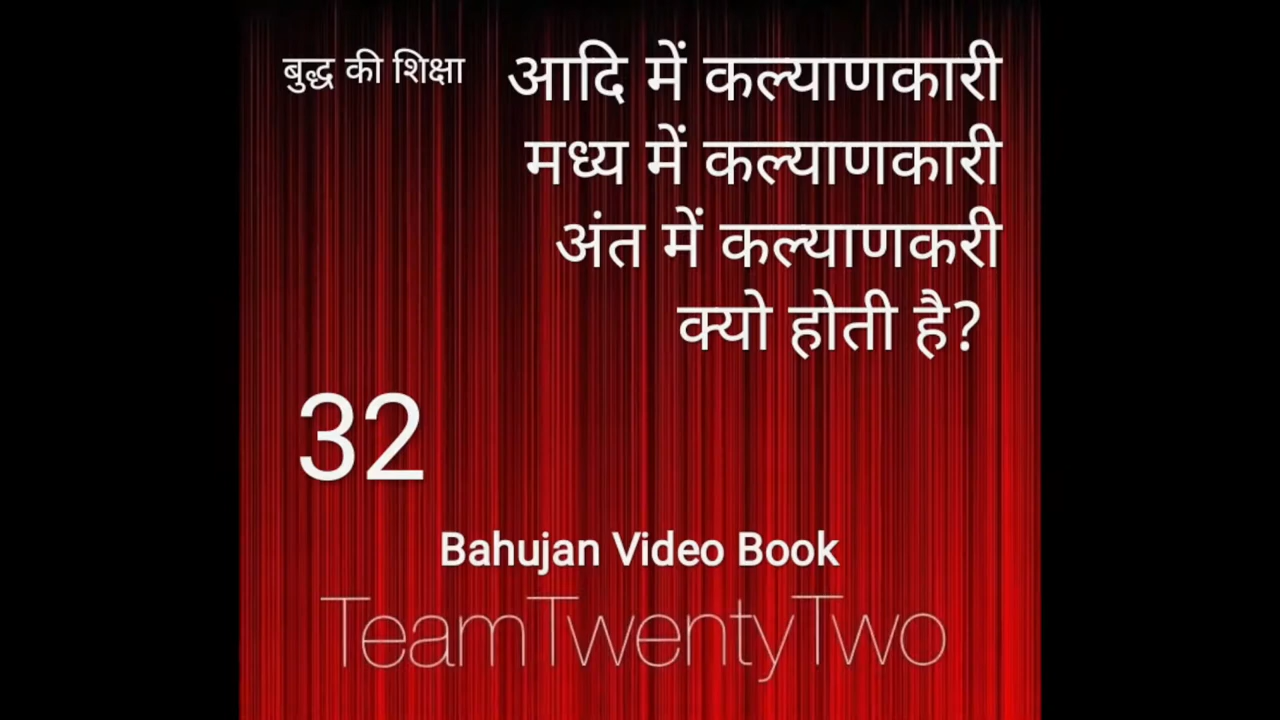 बुद्ध की शिक्षा
आदि में कल्याणकारी
मध्य में कल्याणकारी
अंत में कल्याणकरी
क्यो होती है?
32
Bahujan Video Book
TeamTwentyTwo